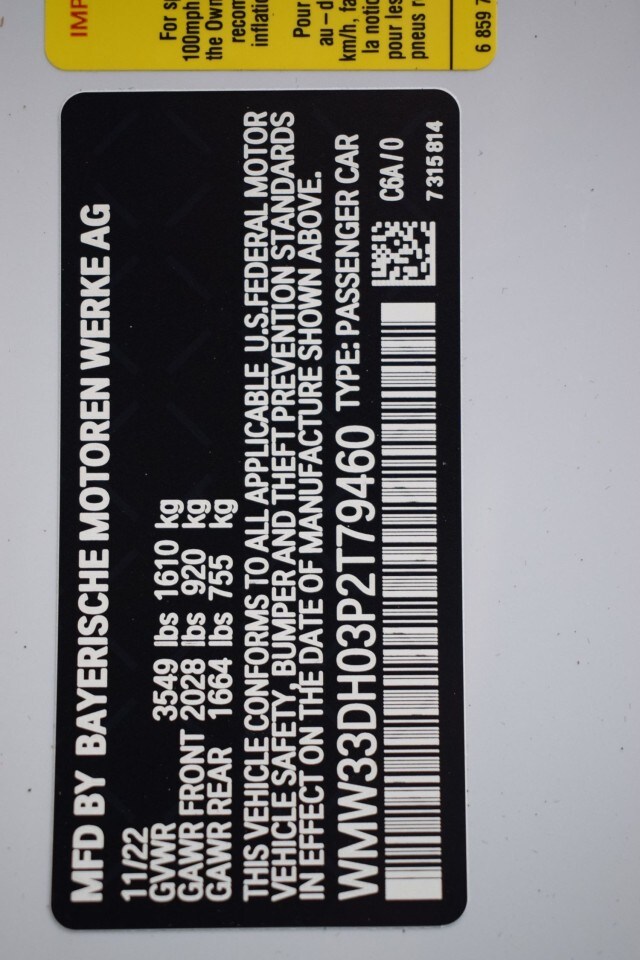 IMP
For sp
100mph
the Own
recom
inflati
Pour
au-d
km/h, fa
la notic
pour les
pneus r
6 859 7
MFD BY BAYERISCHE MOTOREN WERKE AG
11/22
GVWR 3549 lbs 1610 kg
GAWR FRONT 2028 lbs 920 kg
GAWR REAR 1664 lbs 755 kg
THIS VEHICLE CONFORMS TO ALL APPLICABLE U.S.FEDERAL MOTOR
VEHICLE SAFETY, BUMPER AND THEFT PREVENTION STANDARDS
IN EFFECT ON THE DATE OF MANUFACTURE SHOWN ABOVE.
WMW33DH03P2T79460 TYPE: PASSENGER CAR
C6A/0
7 315 814